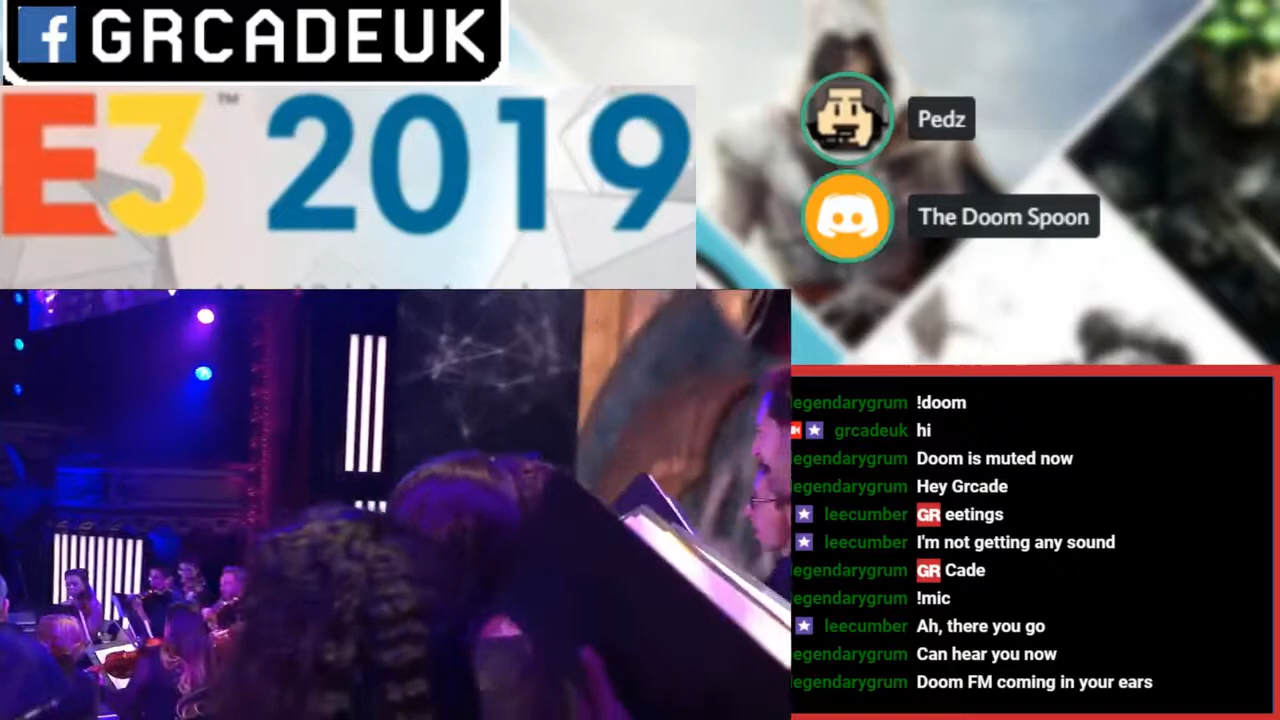 GRCADEUK
E3™ 2019
Pedz
The Doom Spoon
egendarygrum !doom
grcadeuk hi
egendarygrum Doom is muted now
egendarygrum Hey Grcade
leecumber GR eetings
leecumber I'm not getting any sound
egendarygrum GR Cade
egendarygrum !mic
leecumber Ah, there you go
egendarygrum Can hear you now
egendarygrum Doom FM coming in your ears